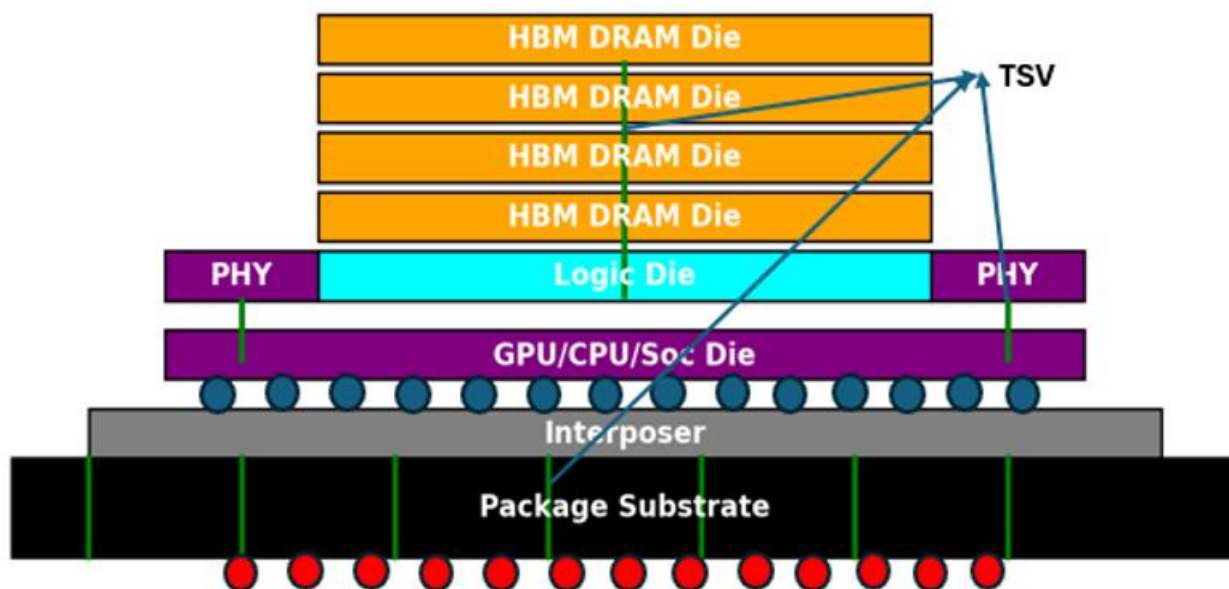 HBM DRAM Die
HBM DRAM Die
TSV
HBM DRAM Die
HBM DRAM Die
PHY
Logic Die
PHY
GPU/CPU/Soc Die
Interposer
Package Substrate